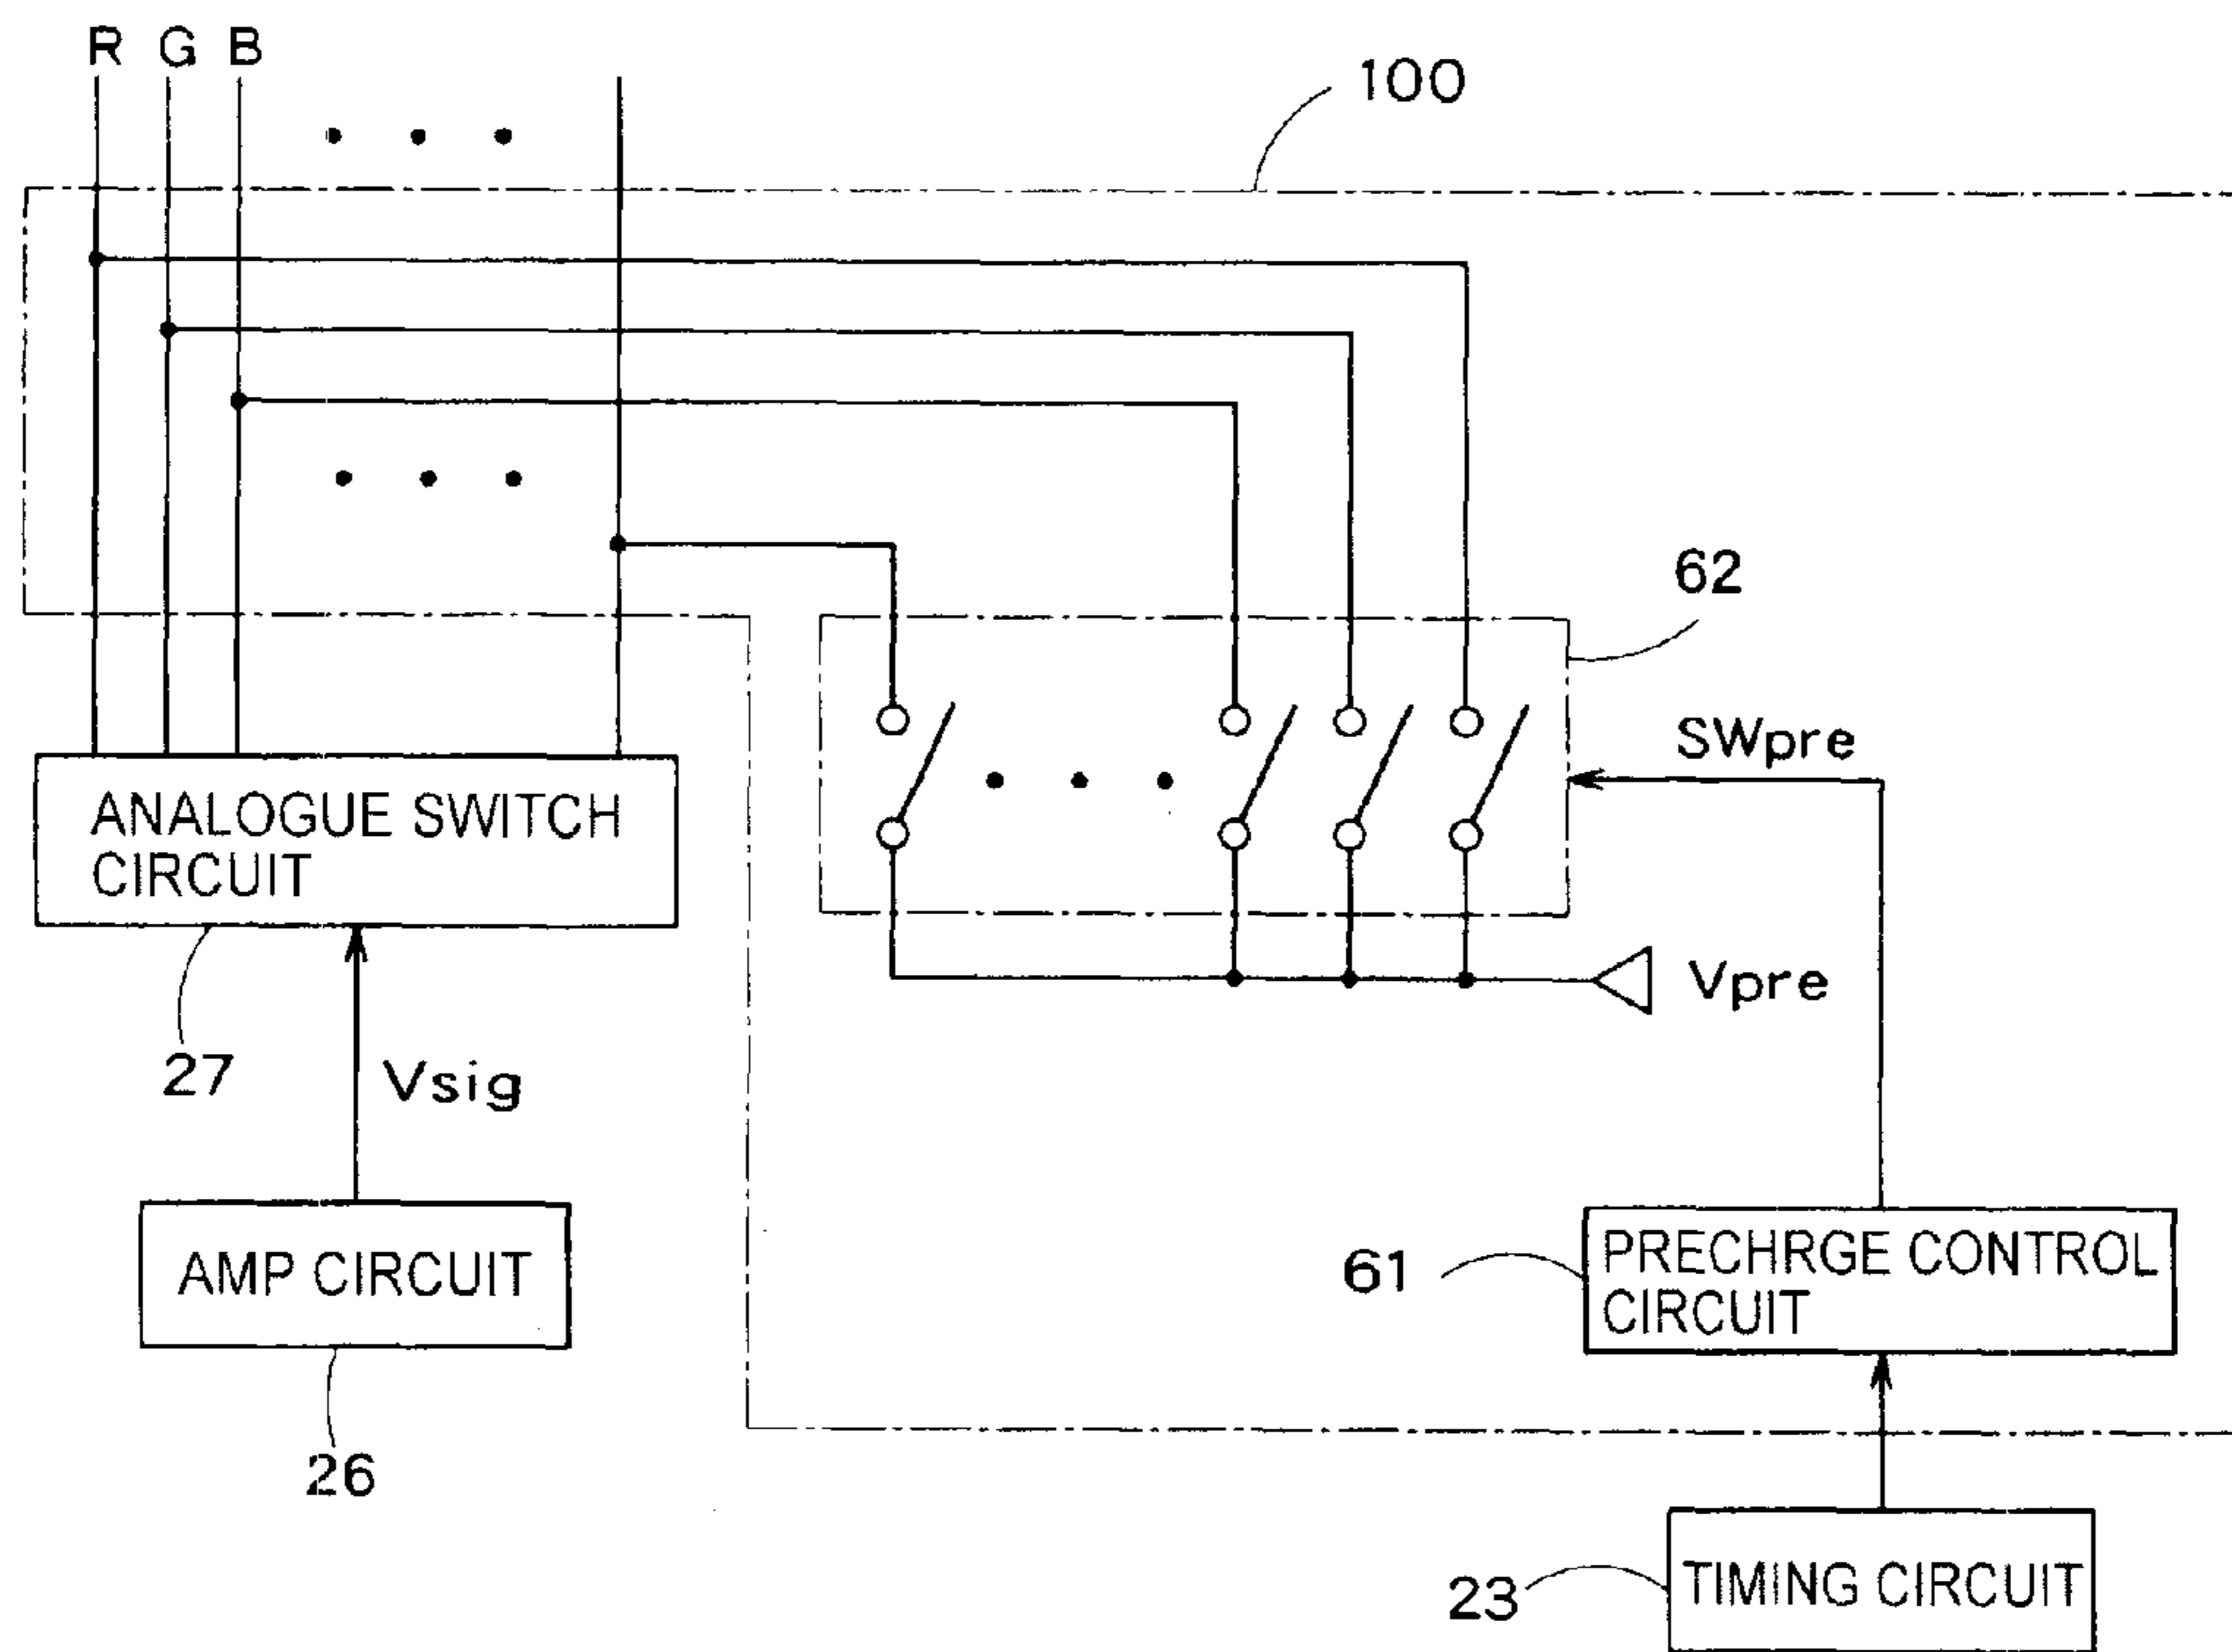 R G B
100
62
SWpre
ANALOGUE SWITCH
CIRCUIT
Vpre
27
Vsig
AMP CIRCUIT
61
PRECHRGE CONTROL
CIRCUIT
26
23
TIMING CIRCUIT